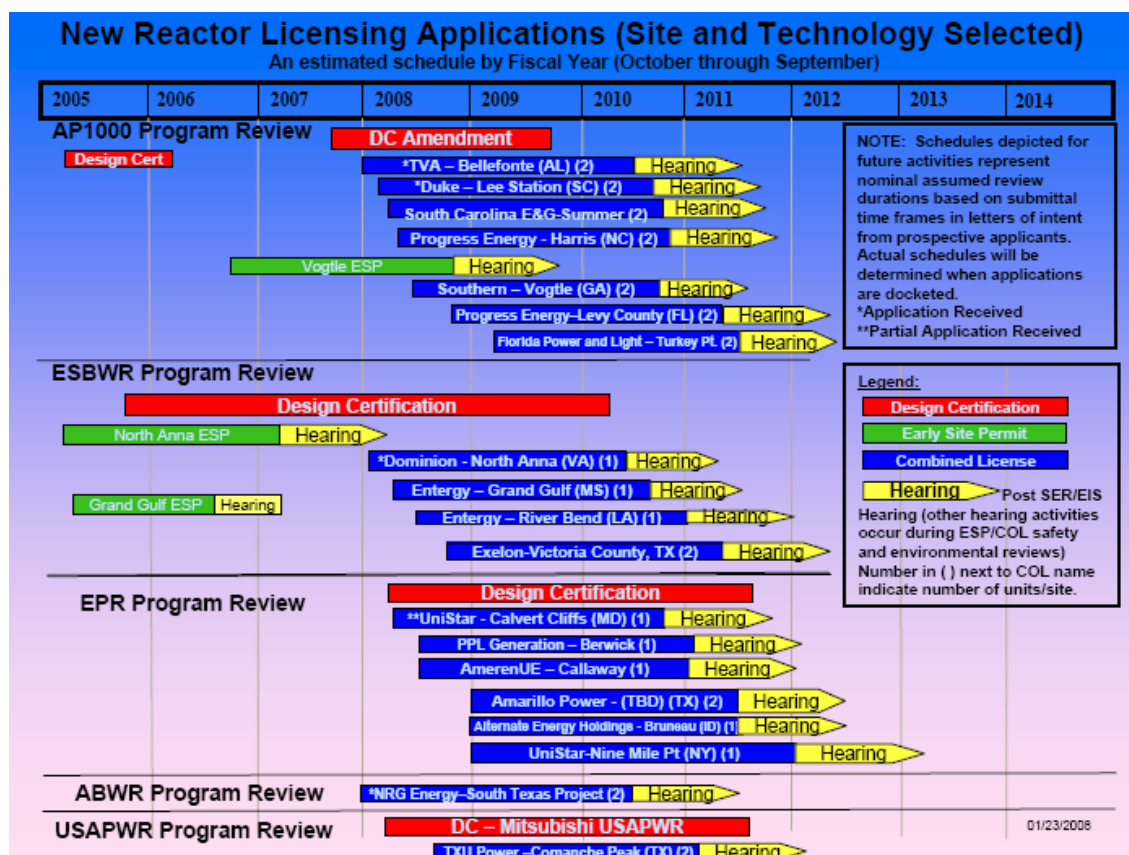 New Reactor Licensing Applications (Site and Technology Selected)
An estimated schedule by Fiscal Year (October through September)
2005 2006 2007 2008 2009 2010 2011 2012 2013 2014
AP1000 Program Review
DC Amendment
Design Cert
*TVA – Bellefonte (AL) (2) Hearing
*Duke – Lee Station (SC) (2) Hearing
South Carolina E&G-Summer (2) Hearing
Progress Energy - Harris (NC) (2) Hearing
Vogtle ESP Hearing
Southern – Vogtle (GA) (2) Hearing
Progress Energy–Levy County (FL) (2) Hearing
Florida Power and Light – Turkey Pt. (2) Hearing
NOTE: Schedules depicted for
future activities represent
nominal assumed review
durations based on submittal
time frames in letters of intent
from prospective applicants.
Actual schedules will be
determined when applications
are docketed.
*Application Received
**Partial Application Received
ESBWR Program Review
Design Certification
North Anna ESP Hearing
*Dominion - North Anna (VA) (1) Hearing
Entergy – Grand Gulf (MS) (1) Hearing
Grand Gulf ESP Hearing
Entergy – River Bend (LA) (1) Hearing
Exelon-Victoria County, TX (2) Hearing
Legend:
Design Certification
Early Site Permit
Combined License
Hearing Post SER/EIS
Hearing (other hearing activities
occur during ESP/COL safety
and environmental reviews)
Number in ( ) next to COL name
indicate number of units/site.
EPR Program Review
Design Certification
**UniStar - Calvert Cliffs (MD) (1) Hearing
PPL Generation – Berwick (1) Hearing
AmerenUE – Callaway (1) Hearing
Amarillo Power - (TBD) (TX) (2) Hearing
Alternate Energy Holdings - Bruneau (ID) (1) Hearing
UniStar-Nine Mile Pt (NY) (1) Hearing
ABWR Program Review
*NRG Energy–South Texas Project (2) Hearing
USAPWR Program Review
DC – Mitsubishi USAPWR
01/23/2008
TXU Power –Comanche Peak (TX) (2) Hearing